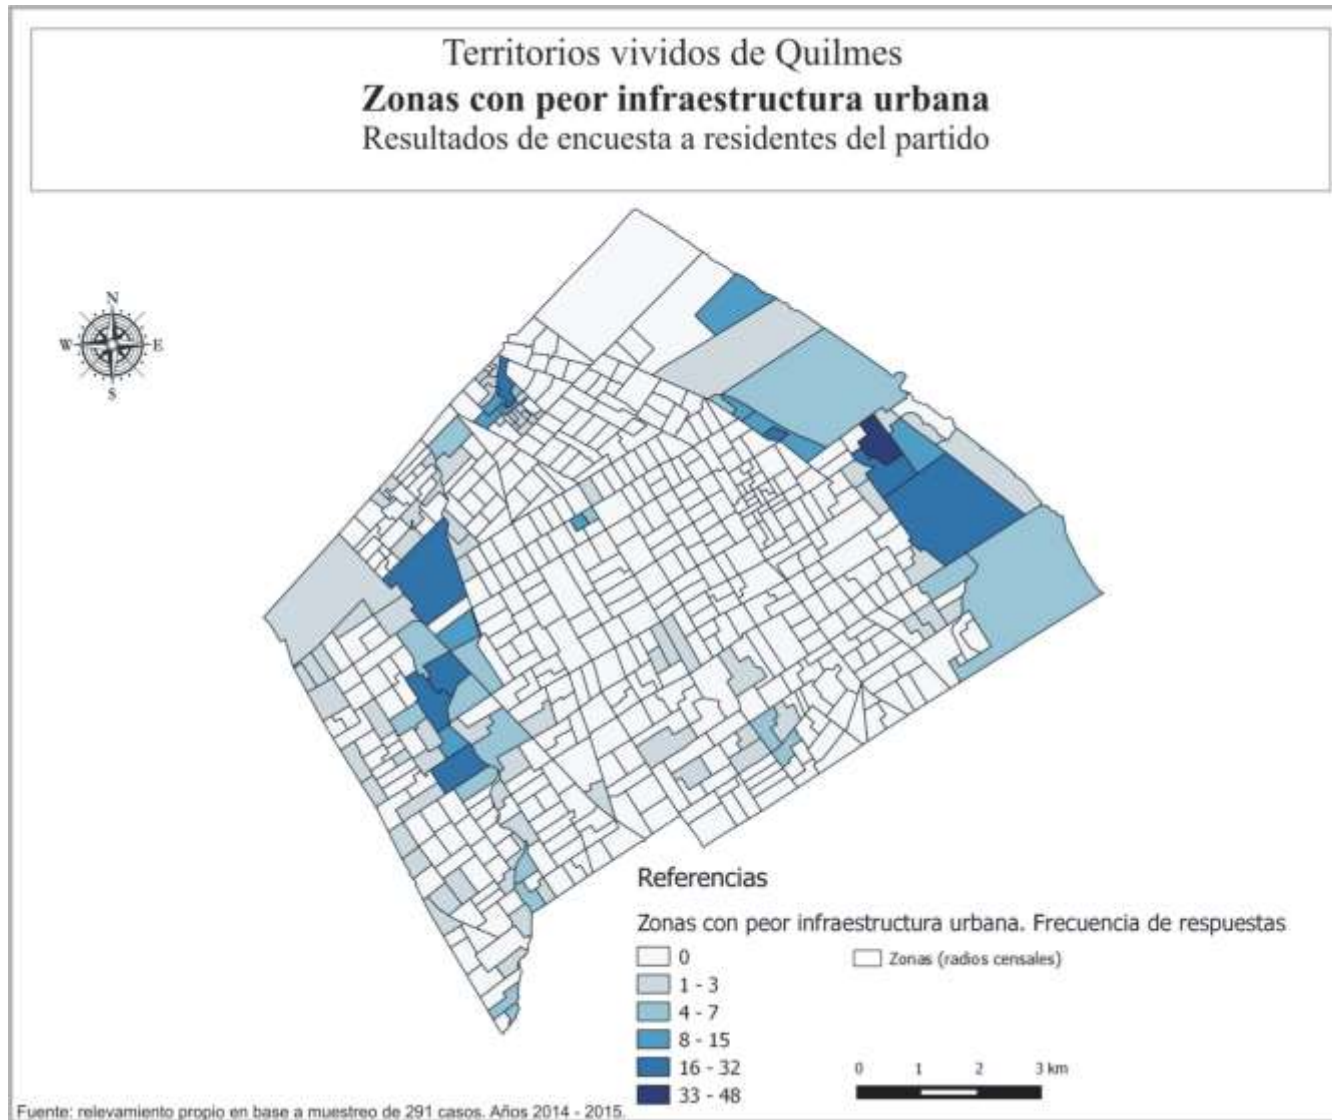 Territorios vividos de Quilmes
Zonas con peor infraestructura urbana
Resultados de encuesta a residentes del partido
N
W
E
S
Referencias
Zonas con peor infraestructura urbana. Frecuencia de respuestas
0
Zonas (radios censales)
1 - 3
4 - 7
8 - 15
16 - 32
33 - 48
0 1 2 3 km
Fuente: relevamiento propio en base a muestreo de 291 casos. Años 2014 - 2015.